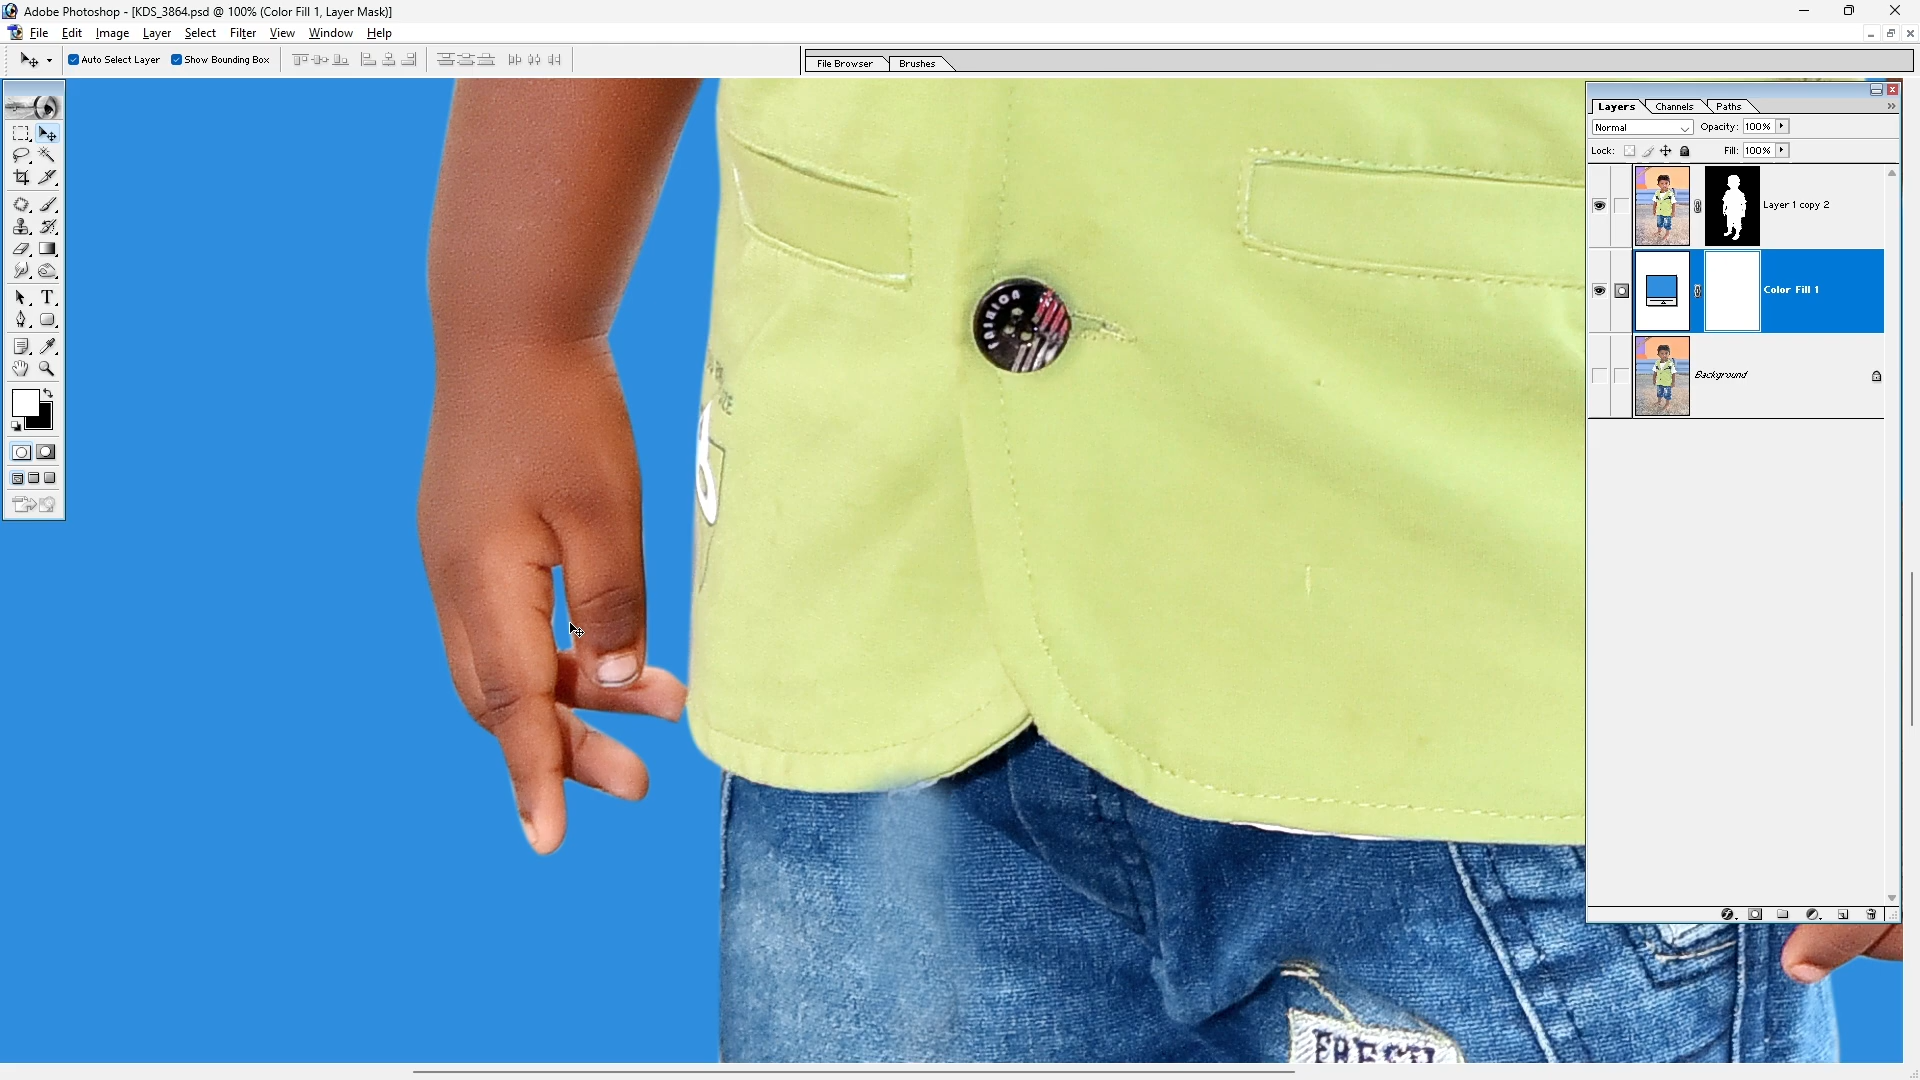 Adobe Photoshop - [KDS_3864.psd @ 100% (Color Fill 1, Layer Mask)]
File Edit Image Layer Select Filter View Window Help
Auto Select Layer Show Bounding Box
File Browser Brushes
Layers Channels Paths
Normal Opacity: 100%
Lock: Fill: 100%
Layer 1 copy 2
Color Fill 1
Background
T
FASHION
FRESH